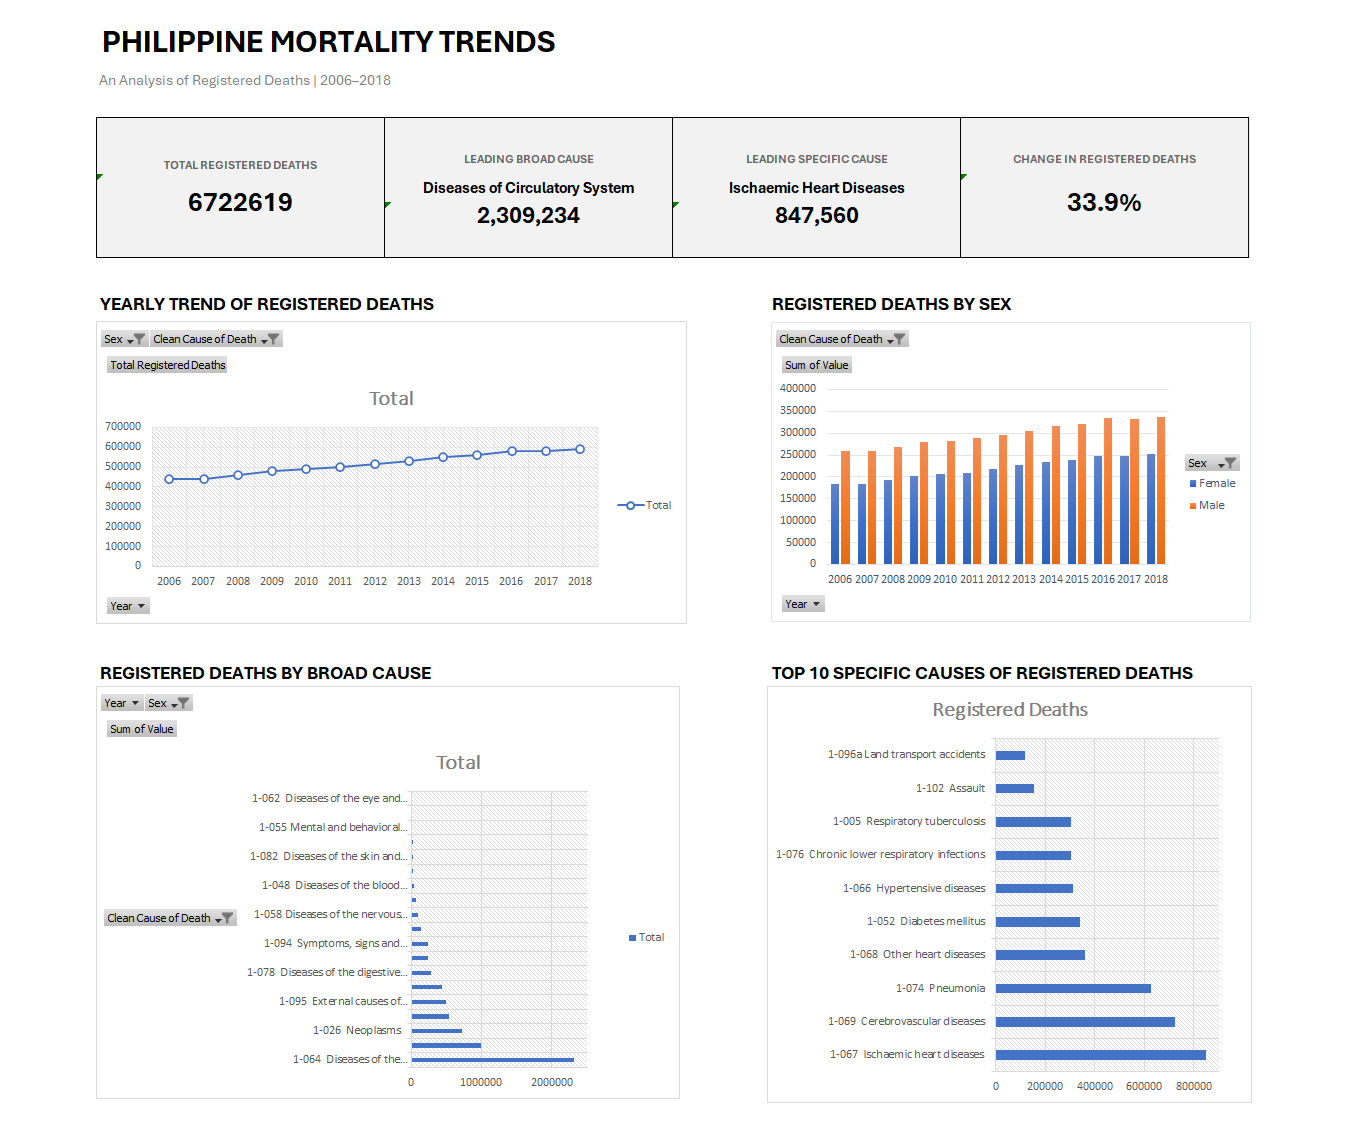 PHILIPPINE MORTALITY TRENDS
An Analysis of Registered Deaths | 2006–2018
TOTAL REGISTERED DEATHS
6722619
LEADING BROAD CAUSE
Diseases of Circulatory System
2,309,234
LEADING SPECIFIC CAUSE
Ischaemic Heart Diseases
847,560
CHANGE IN REGISTERED DEATHS
33.9%
YEARLY TREND OF REGISTERED DEATHS
Sex Clean Cause of Death
Total Registered Deaths
Total
700000
600000
500000
400000
300000
200000
100000
0
2006 2007 2008 2009 2010 2011 2012 2013 2014 2015 2016 2017 2018
Total
Year
REGISTERED DEATHS BY SEX
Clean Cause of Death
Sum of Value
400000
350000
300000
250000
200000
150000
100000
50000
0
2006 2007 2008 2009 2010 2011 2012 2013 2014 2015 2016 2017 2018
Sex
Female
Male
Year
REGISTERED DEATHS BY BROAD CAUSE
Year Sex
Sum of Value
Total
1-062 Diseases of the eye and...
1-055 Mental and behavioral...
1-082 Diseases of the skin and...
1-048 Diseases of the blood...
1-058 Diseases of the nervous...
1-094 Symptoms, signs and...
1-078 Diseases of the digestive...
1-095 External causes of...
1-026 Neoplasms
1-064 Diseases of the...
0 1000000 2000000
Clean Cause of Death
Total
TOP 10 SPECIFIC CAUSES OF REGISTERED DEATHS
Registered Deaths
1-096a Land transport accidents
1-102 Assault
1-005 Respiratory tuberculosis
1-076 Chronic lower respiratory infections
1-066 Hypertensive diseases
1-052 Diabetes mellitus
1-068 Other heart diseases
1-074 Pneumonia
1-069 Cerebrovascular diseases
1-067 Ischaemic heart diseases
0 200000 400000 600000 800000